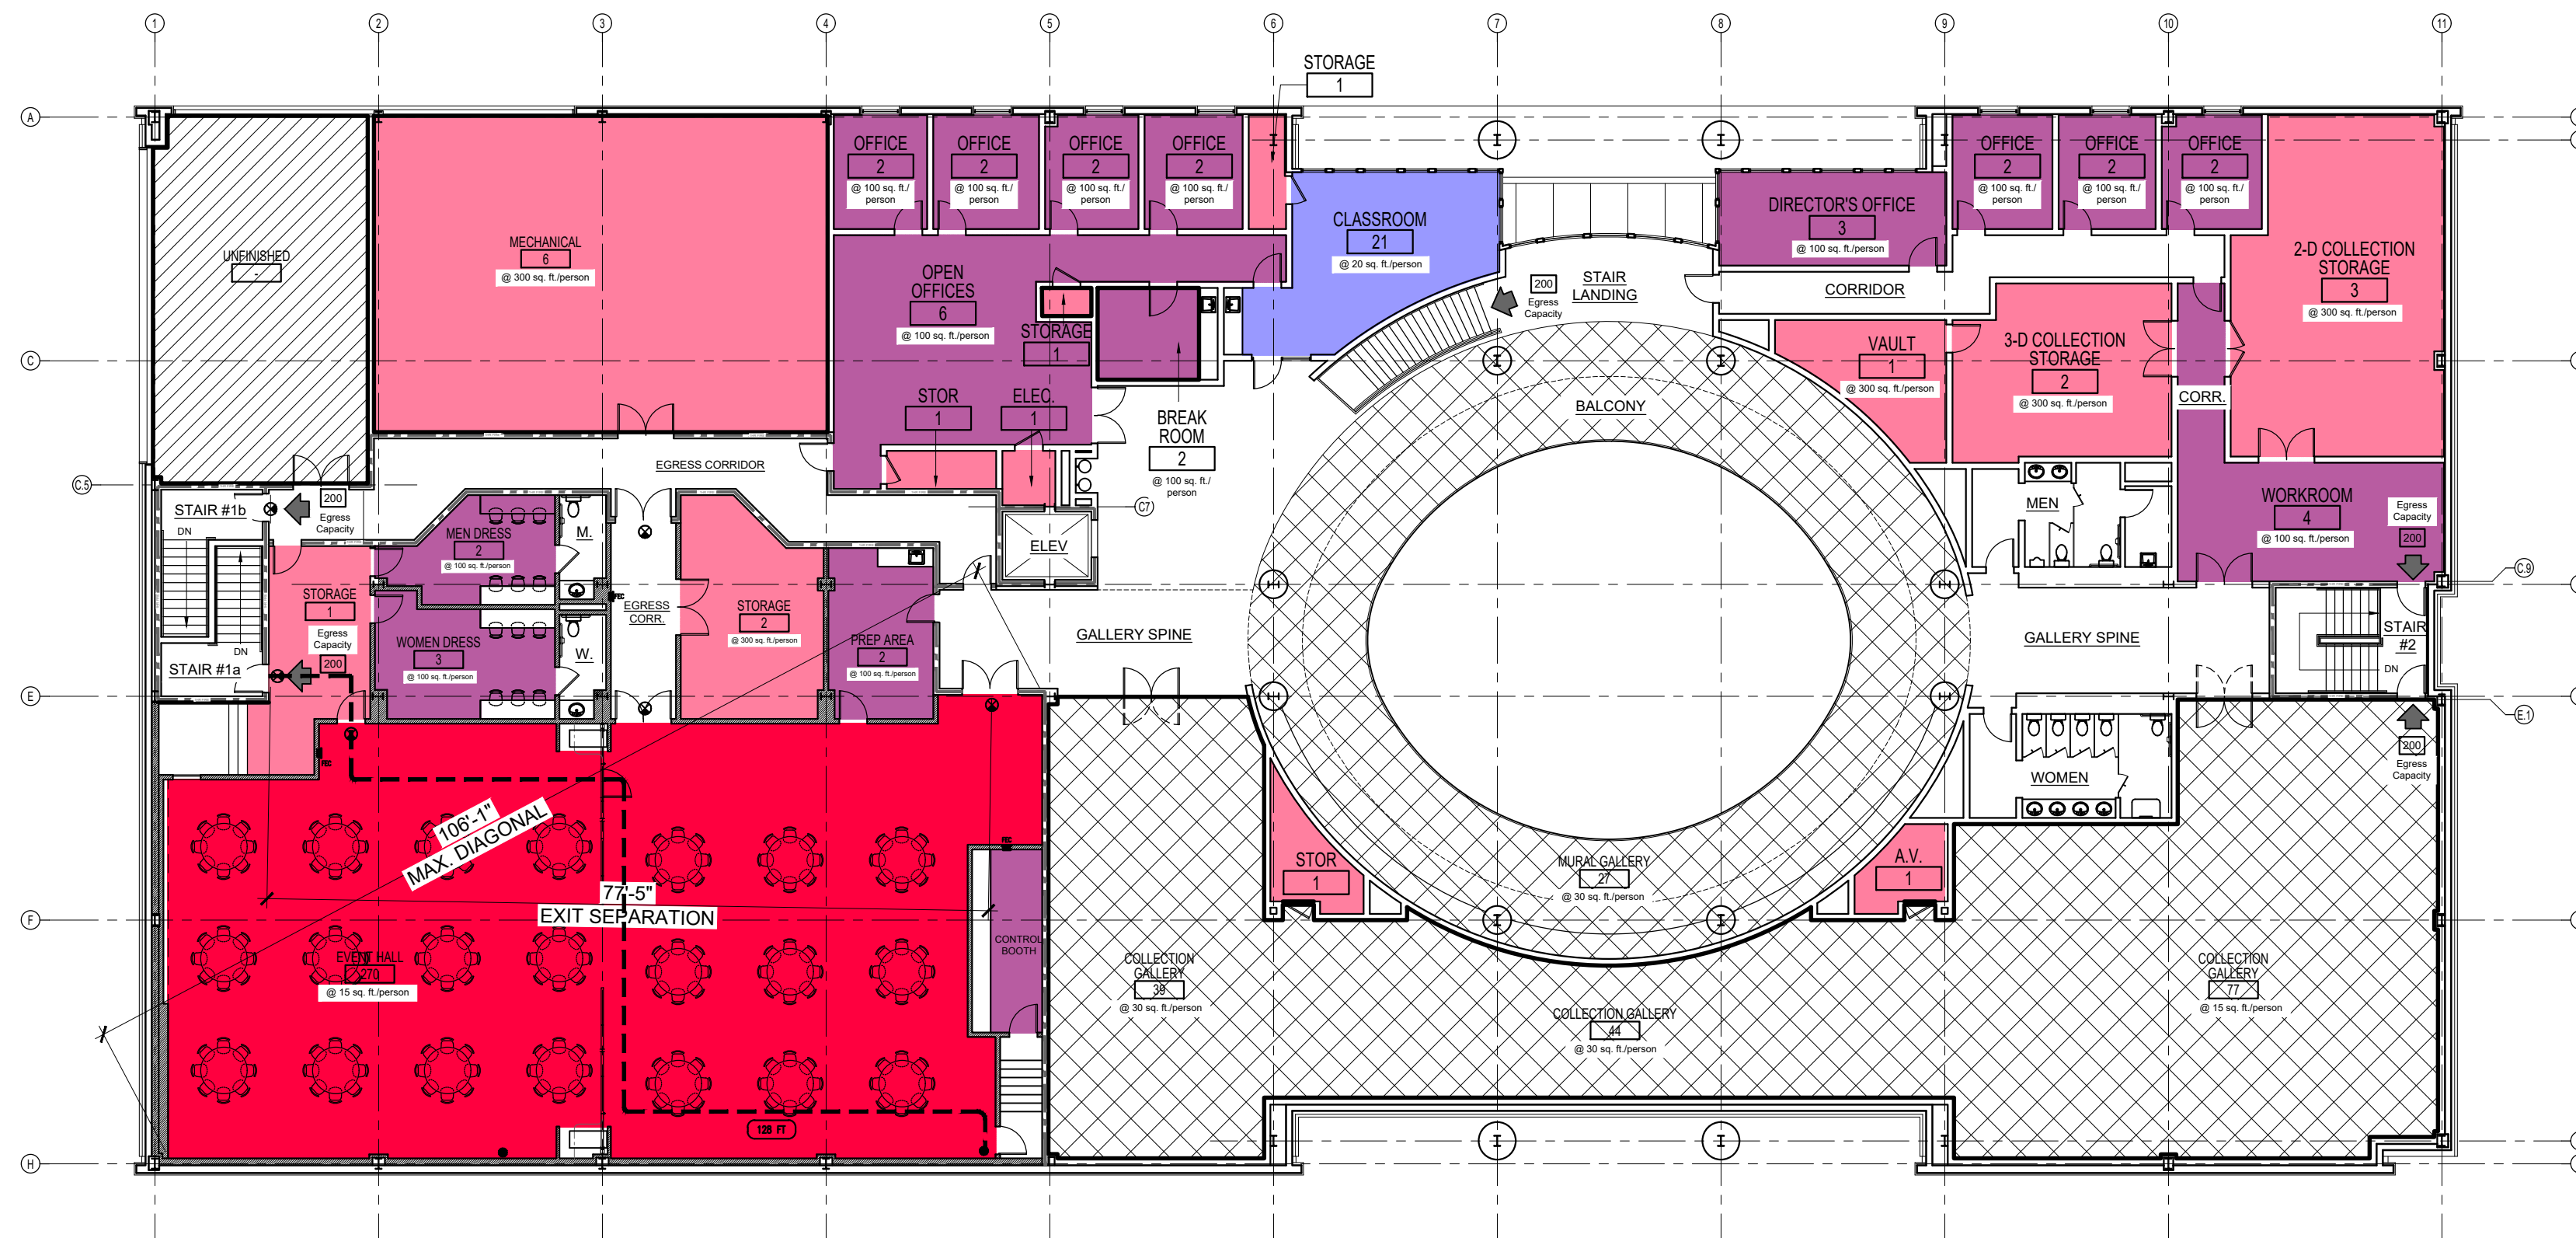 1
2
3
4
5
6
7
8
9
10
11
STORAGE
1
A
OFFICE
2
@ 100 sq. ft./
person
OFFICE
2
@ 100 sq. ft./
person
OFFICE
2
@ 100 sq. ft./
person
OFFICE
2
@ 100 sq. ft./
person
OFFICE
2
@ 100 sq. ft./
person
OFFICE
2
@ 100 sq. ft./
person
OFFICE
2
@ 100 sq. ft./
person
CLASSROOM
21
@ 20 sq. ft./person
DIRECTOR'S OFFICE
3
@ 100 sq. ft./person
UNFINISHED
-
MECHANICAL
6
@ 300 sq. ft./person
OPEN
OFFICES
6
@ 100 sq. ft./person
STORAGE
1
200
Egress
Capacity
STAIR
LANDING
CORRIDOR
2-D COLLECTION
STORAGE
3
@ 300 sq. ft./person
C
VAULT
1
@ 300 sq. ft./person
3-D COLLECTION
STORAGE
2
@ 300 sq. ft./person
CORR.
STOR
1
ELEC.
1
BREAK
ROOM
2
@ 100 sq. ft./
person
BALCONY
EGRESS CORRIDOR
C.5
STAIR #1b
DN
200
Egress
Capacity
C7
MEN
WORKROOM
4
@ 100 sq. ft./person
Egress
Capacity
200
MEN DRESS
2
@ 100 sq. ft./person
M.
ELEV
C.9
STORAGE
1
Egress
Capacity
200
FEC
EGRESS
CORR.
STORAGE
2
@ 300 sq. ft./person
PREP AREA
2
@ 100 sq. ft./person
GALLERY SPINE
GALLERY SPINE
STAIR
#2
DN
DN
STAIR #1a
WOMEN DRESS
3
@ 100 sq. ft./person
W.
E
E.1
FEC
200
Egress
Capacity
WOMEN
106'-1"
MAX. DIAGONAL
FEC
77'-5"
EXIT SEPARATION
STOR
1
MURAL GALLERY
27
@ 30 sq. ft./person
A.V.
1
F
CONTROL
BOOTH
EVENT HALL
270
@ 15 sq. ft./person
COLLECTION
GALLERY
39
@ 30 sq. ft./person
COLLECTION GALLERY
44
@ 30 sq. ft./person
COLLECTION
GALLERY
77
@ 15 sq. ft./person
128 FT
H